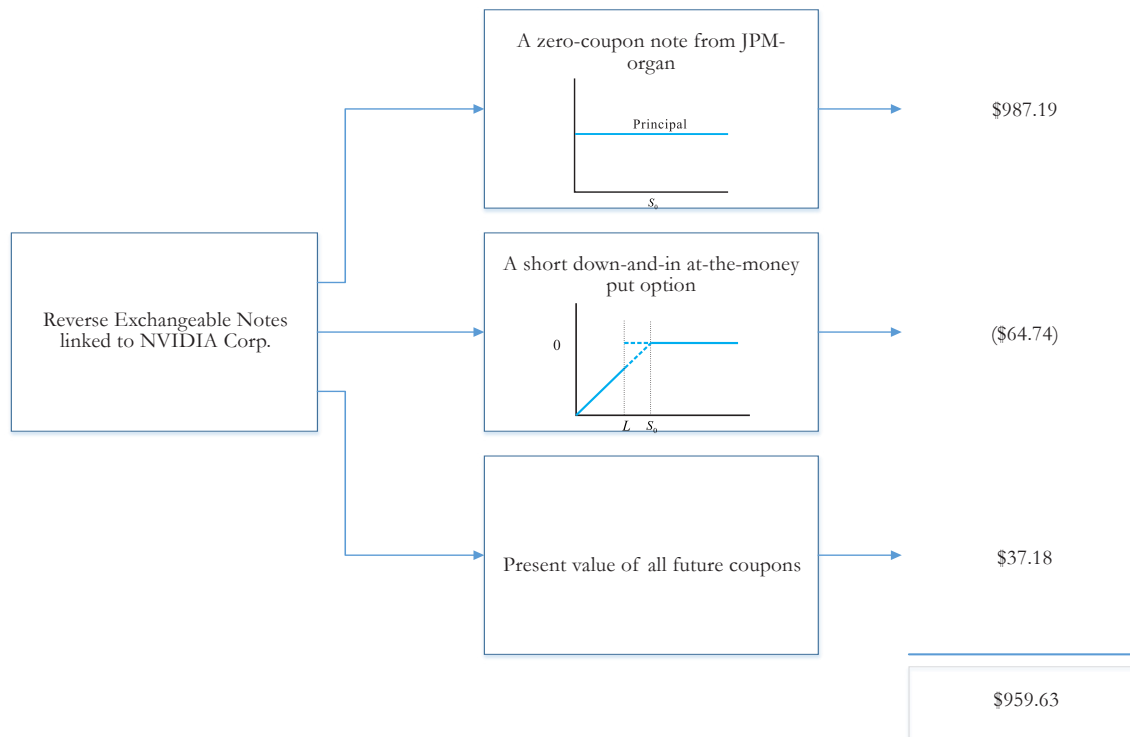 A zero-coupon note from JPM-
organ
Principal
S₀
$987.19
Reverse Exchangeable Notes
linked to NVIDIA Corp.
A short down-and-in at-the-money
put option
0
L S₀
($64.74)
Present value of all future coupons
$37.18
$959.63